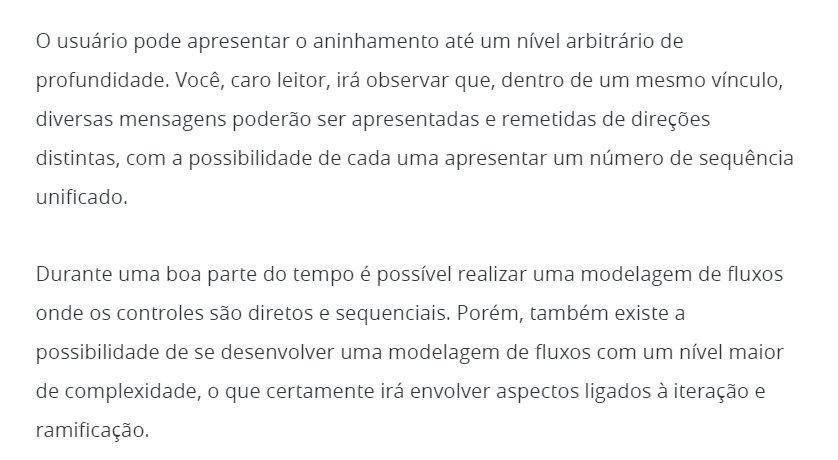 O usuário pode apresentar o aninhamento até um nível arbitrário de
profundidade. Você, caro leitor, irá observar que, dentro de um mesmo vínculo,
diversas mensagens poderão ser apresentadas e remetidas de direções
distintas, com a possibilidade de cada uma apresentar um número de sequência
unificado.
Durante uma boa parte do tempo é possível realizar uma modelagem de fluxos
onde os controles são diretos e sequenciais. Porém, também existe a
possibilidade de se desenvolver uma modelagem de fluxos com um nível maior
de complexidade, o que certamente irá envolver aspectos ligados à iteração e
ramificação.